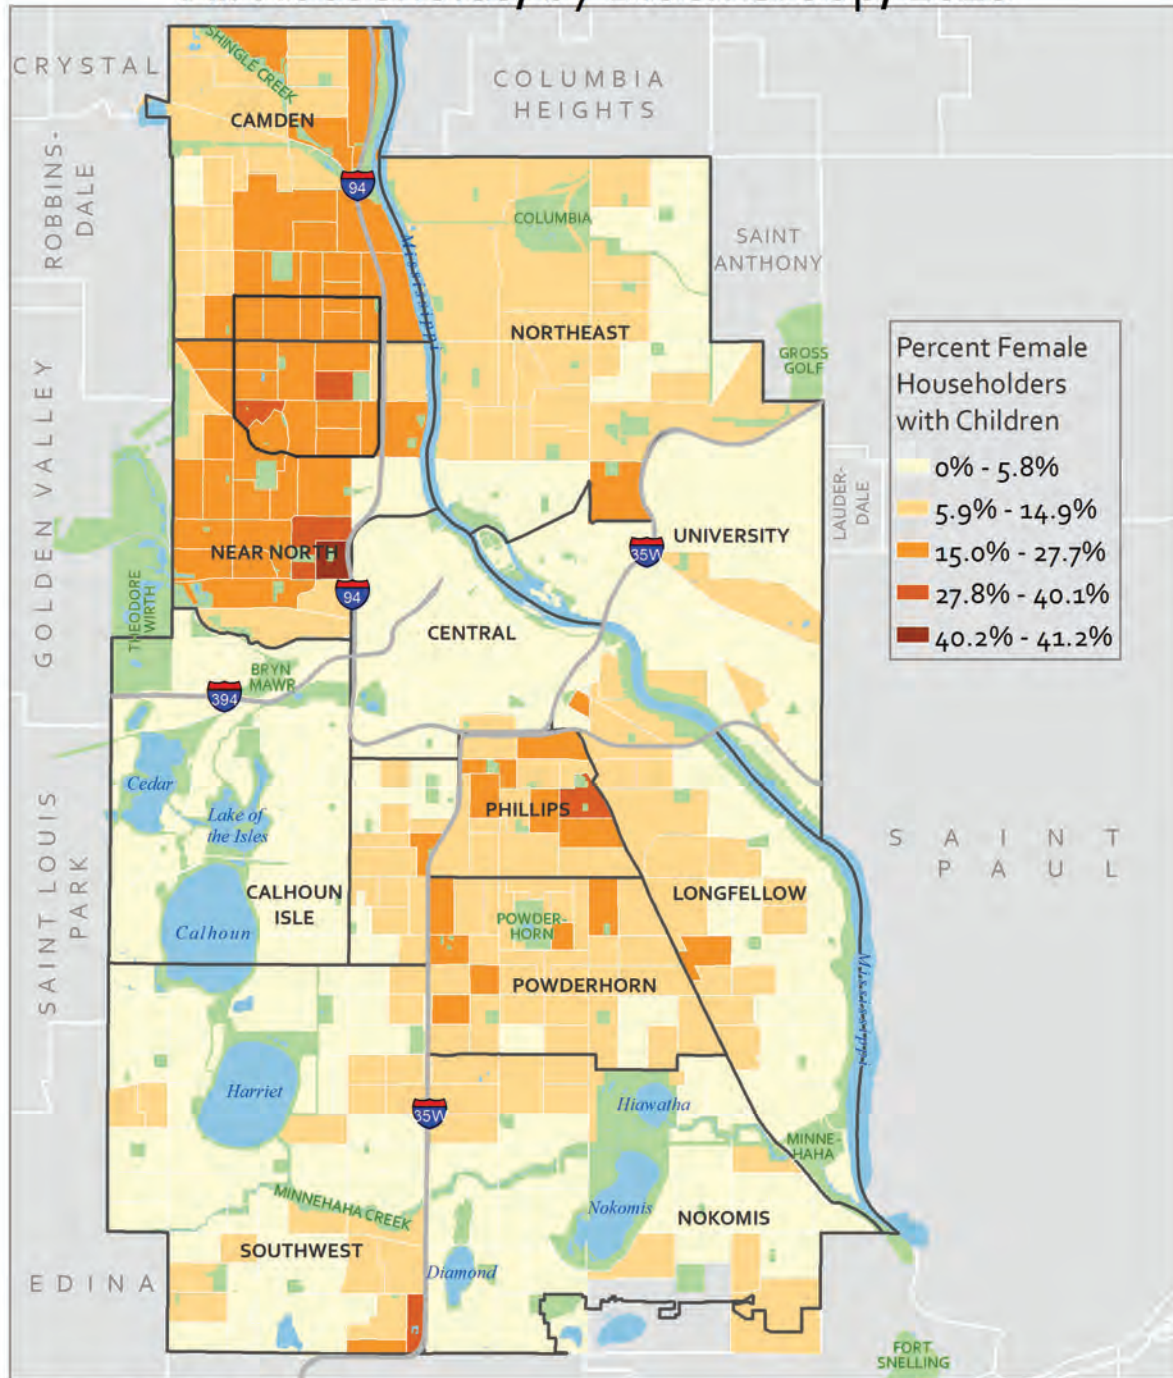 CRYSTAL
COLUMBIA
HEIGHTS
SHINGLE CREEK
CAMDEN
ROBBINS-
DALE
94
COLUMBIA
SAINT
ANTHONY
Mississippi
NORTHEAST
GROSS
GOLF
Percent Female
Householders
with Children
0% - 5.8%
5.9% - 14.9%
15.0% - 27.7%
27.8% - 40.1%
40.2% - 41.2%
GOLDEN VALLEY
LAUDER-
DALE
UNIVERSITY
35W
NEAR NORTH
94
THEODORE
WIRTH
CENTRAL
BRYN
MAWR
394
Cedar
Lake of
the Isles
PHILLIPS
SAINT LOUIS
PARK
SAINT
PAUL
CALHOUN
ISLE
LONGFELLOW
Calhoun
POWDER-
HORN
POWDERHORN
Mississippi
Harriet
Hiawatha
35W
MINNE-
HAHA
MINNEHAHA CREEK
Nokomis
NOKOMIS
SOUTHWEST
EDINA
Diamond
FORT
SNELLING